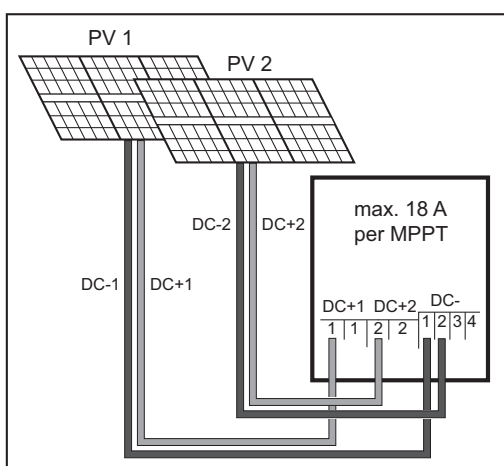 PV 1
PV 2
max. 18 A
per MPPT
DC-2
DC+2
DC-1
DC+1
DC+1 DC+2 DC-
1 1 2 2 1 2 3 4